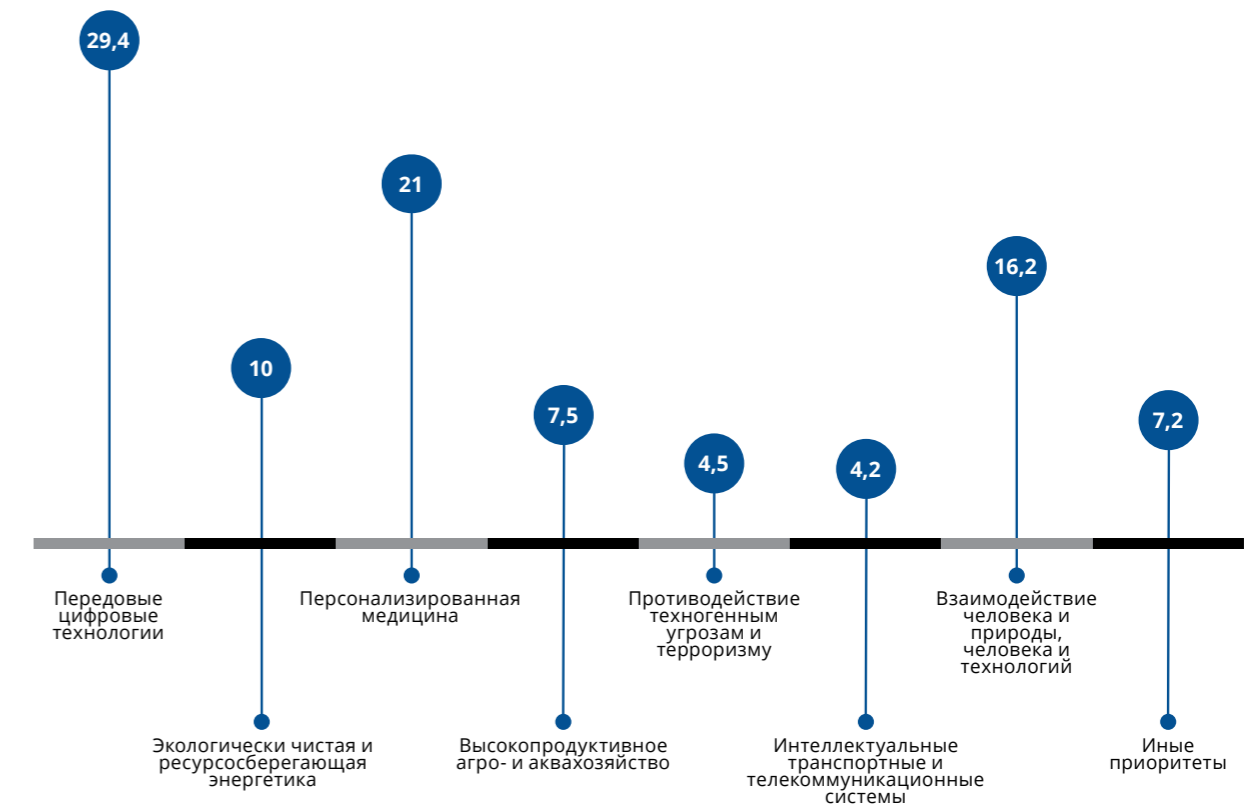 29,4
21
16,2
10
7,5
7,2
4,5
4,2
Передовые
цифровые
технологии
Персонализированная
медицина
Противодействие
техногенным
угрозам и
терроризму
Взаимодействие
человека и
природы,
человека и
технологий
Экологически чистая и
ресурсосберегающая
энергетика
Высокопродуктивное
агро- и аквахозяйство
Интеллектуальные
транспортные и
телекоммуникационные
системы
Иные
приоритеты